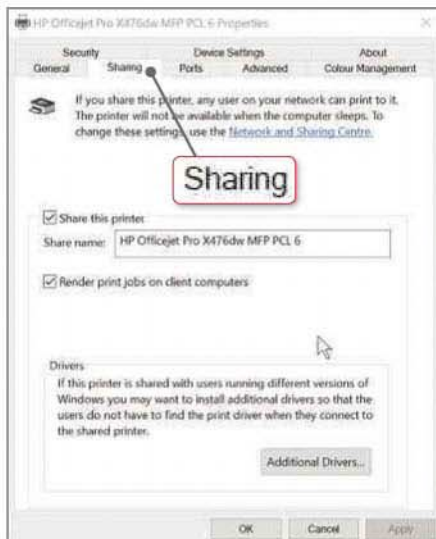 HP Officejet Pro X476dw MFP PCL 6 Properties
Security Device Settings About
General Sharing Ports Advanced Colour Management
If you share this printer, any user on your network can print to it.
The printer will not be available when the computer sleeps. To
change these settings, use the Network and Sharing Centre.
Sharing
Share this printer
Share name: HP Officejet Pro X476dw MFP PCL 6
Render print jobs on client computers
Drivers
If this printer is shared with users running different versions of
Windows you may want to install additional drivers so that the
users do not have to find the print driver when they connect to
the shared printer.
Additional Drivers...
OK Cancel Apply